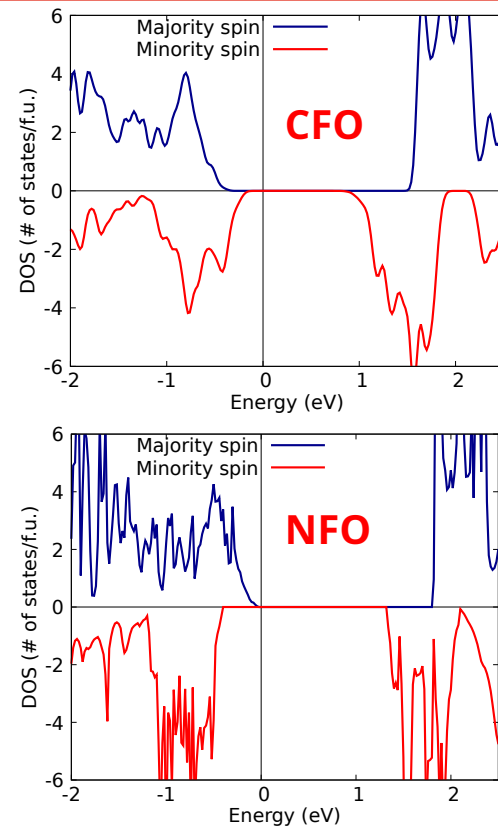 6
4
2
0
-2
-4
-6
DOS (# of states/f.u.)
Majority spin
Minority spin
CFO
-2
-1
0
1
2
Energy (eV)
6
4
2
0
-2
-4
-6
DOS (# of states/f.u.)
Majority spin
Minority spin
NFO
-2
-1
0
1
2
Energy (eV)